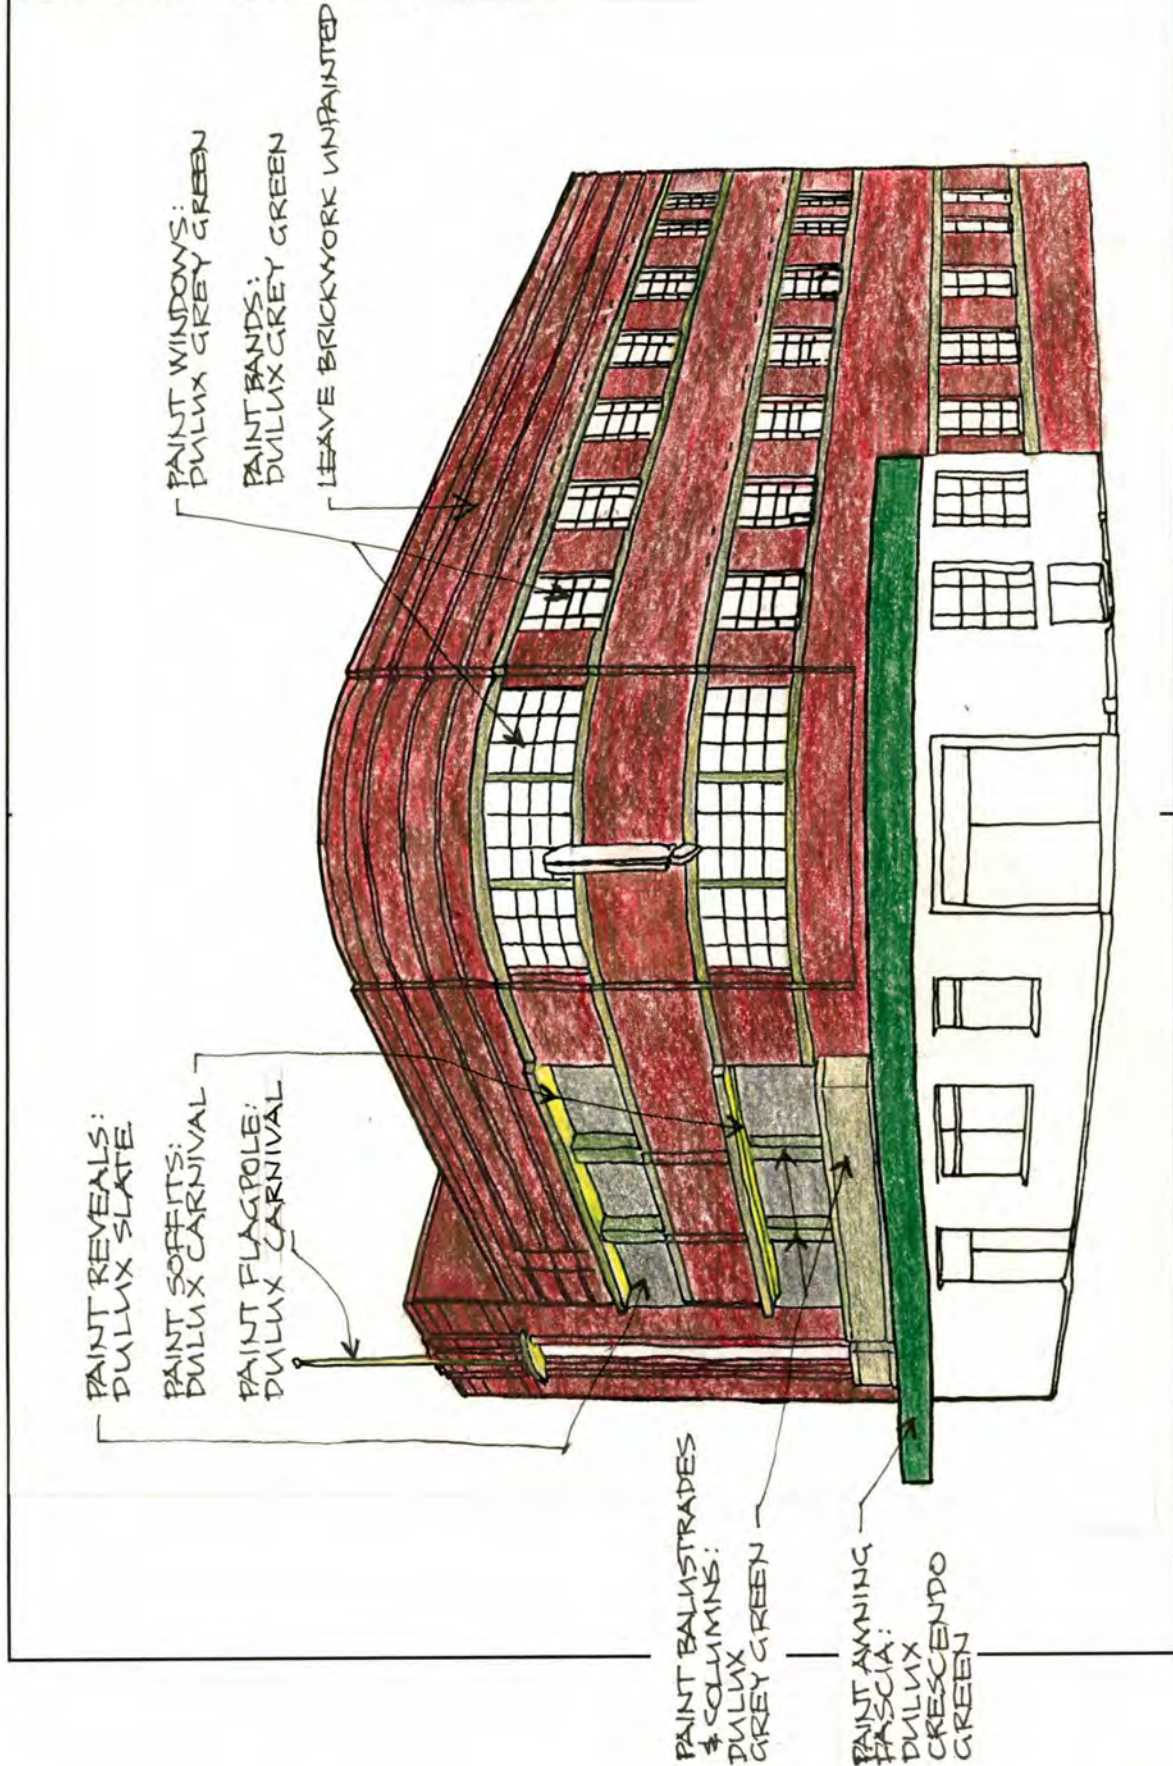 PAINT REVEALS:
DULUX SLATE
PAINT SOFFITS:
DULUX CARNIVAL
PAINT FLAGPOLE:
DULUX CARNIVAL
PAINT WINDOWS:
DULUX GREY GREEN
PAINT BANDS:
DULUX GREY GREEN
LEAVE BRICKWORK UNPAINTED
PAINT BALUSTRADES
& COLUMNS:
DULUX
GREY GREEN
PAINT AWNING
FASCIA:
DULUX
CRESCENDO
GREEN